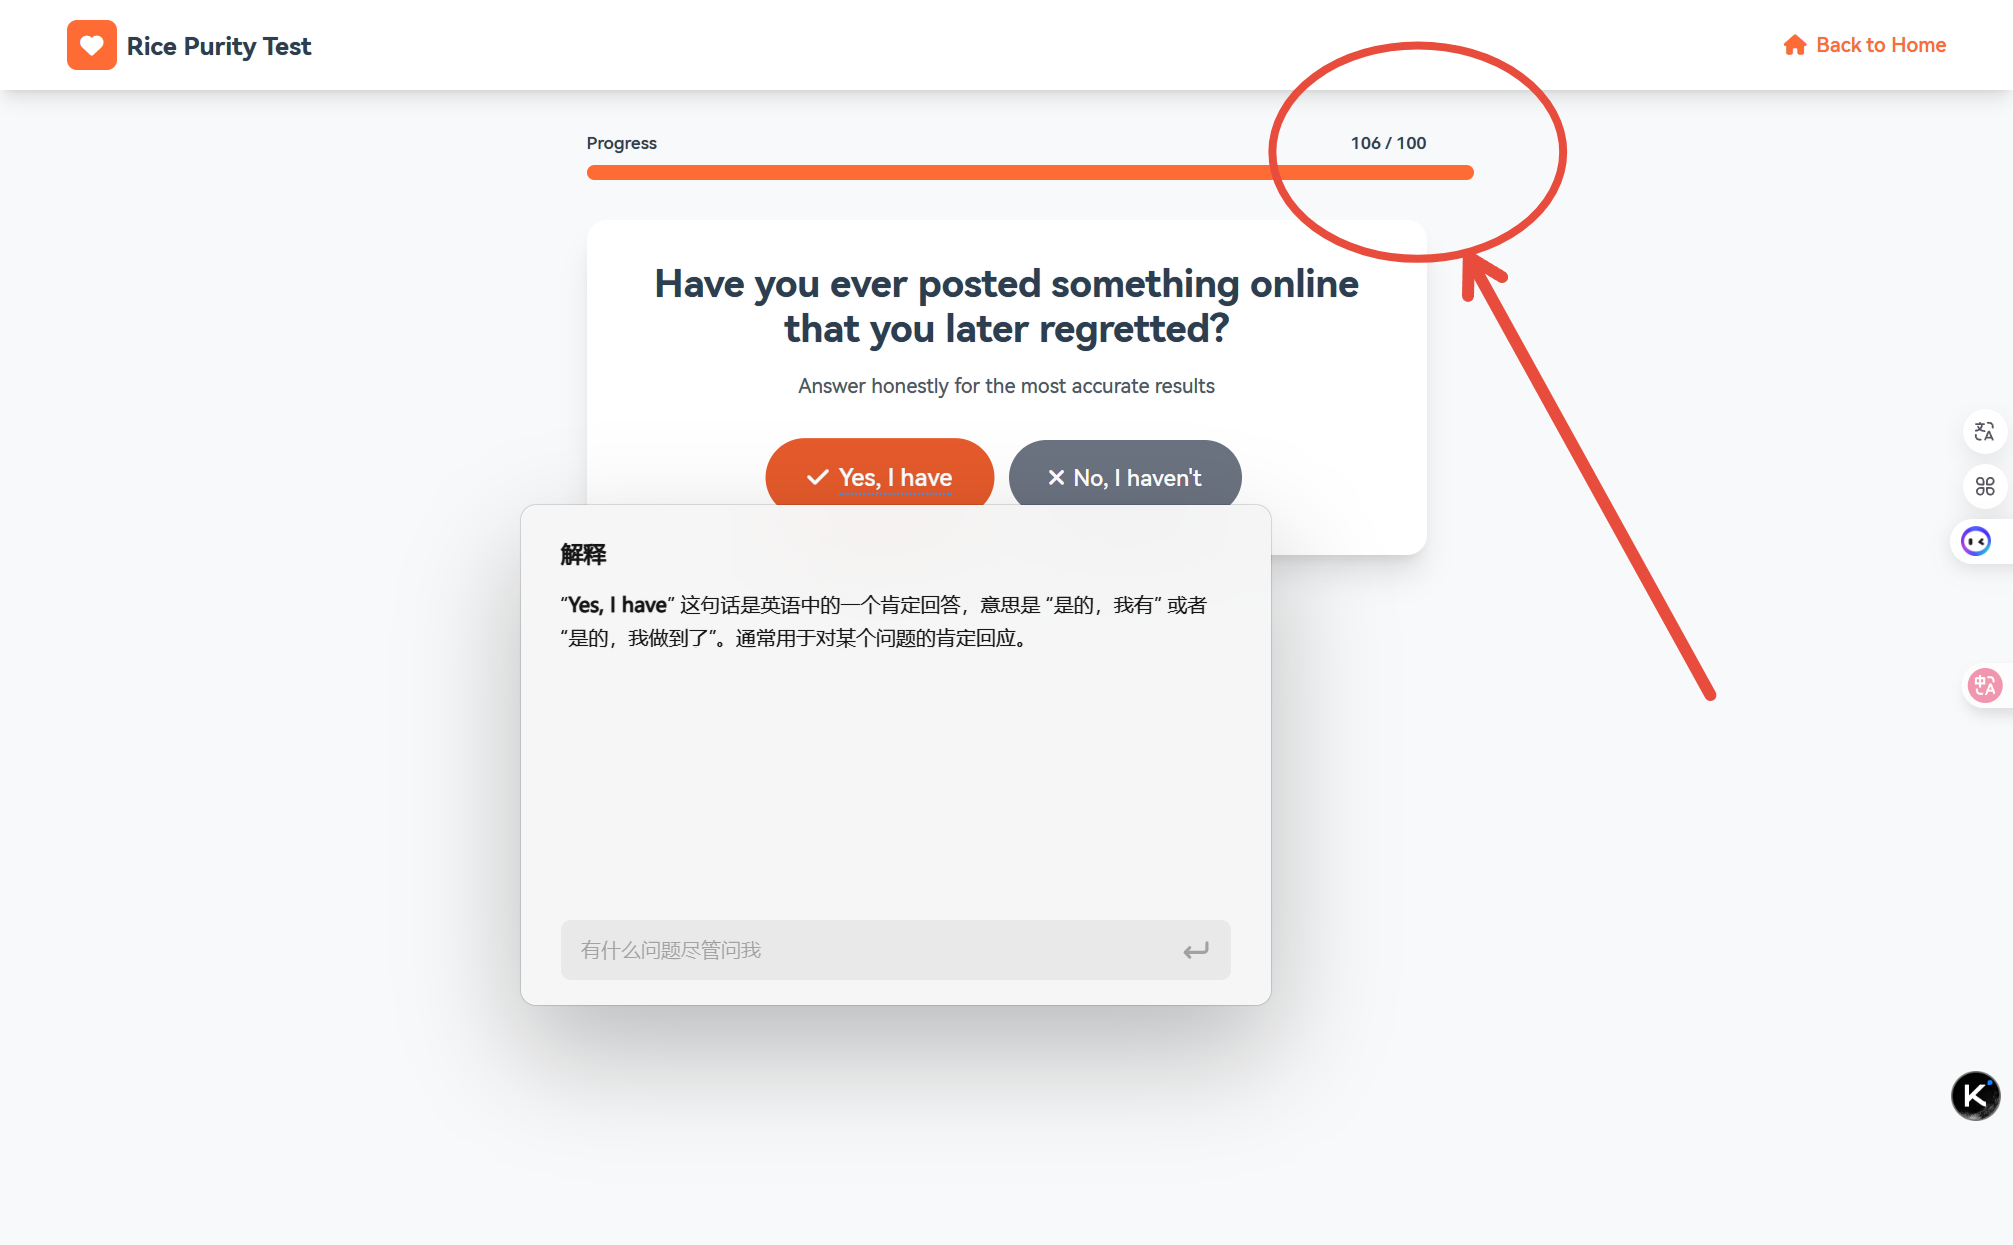 Rice Purity Test
Back to Home
Progress
106 / 100
Have you ever posted something online
that you later regretted?
Answer honestly for the most accurate results
Yes, I have
No, I haven't
解释
“Yes, I have” 这句话是英语中的一个肯定回答，意思是 “是的，我有” 或者
“是的，我做到了”。通常用于对某个问题的肯定回应。
有什么问题尽管问我
文A
中A
K